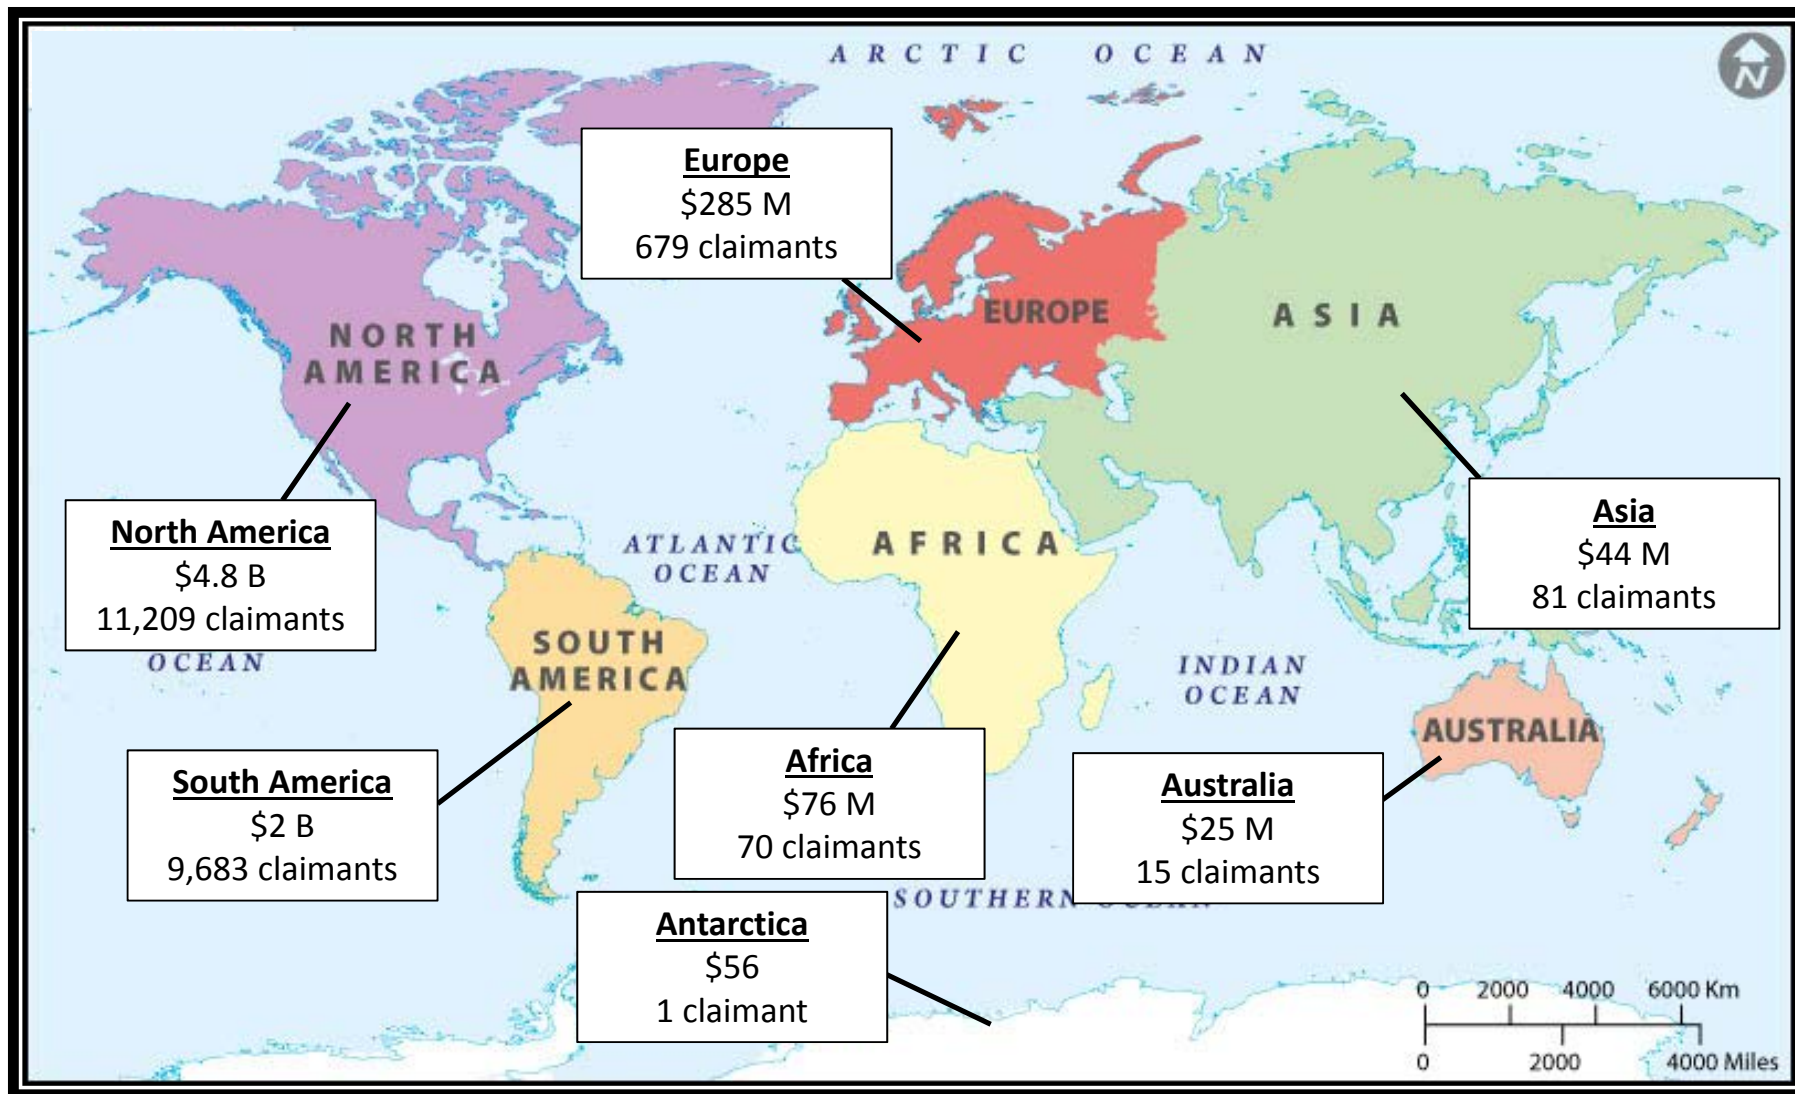 ARCTIC OCEAN
N
Europe
$285 M
679 claimants
EUROPE
ASIA
NORTH
AMERICA
North America
$4.8 B
11,209 claimants
OCEAN
ATLANTIC
OCEAN
AFRICA
Asia
$44 M
81 claimants
SOUTH
AMERICA
INDIAN
OCEAN
AUSTRALIA
South America
$2 B
9,683 claimants
Africa
$76 M
70 claimants
Australia
$25 M
15 claimants
SOUTHERN OCEAN
Antarctica
$56
1 claimant
0 2000 4000 6000 Km
0 2000 4000 Miles